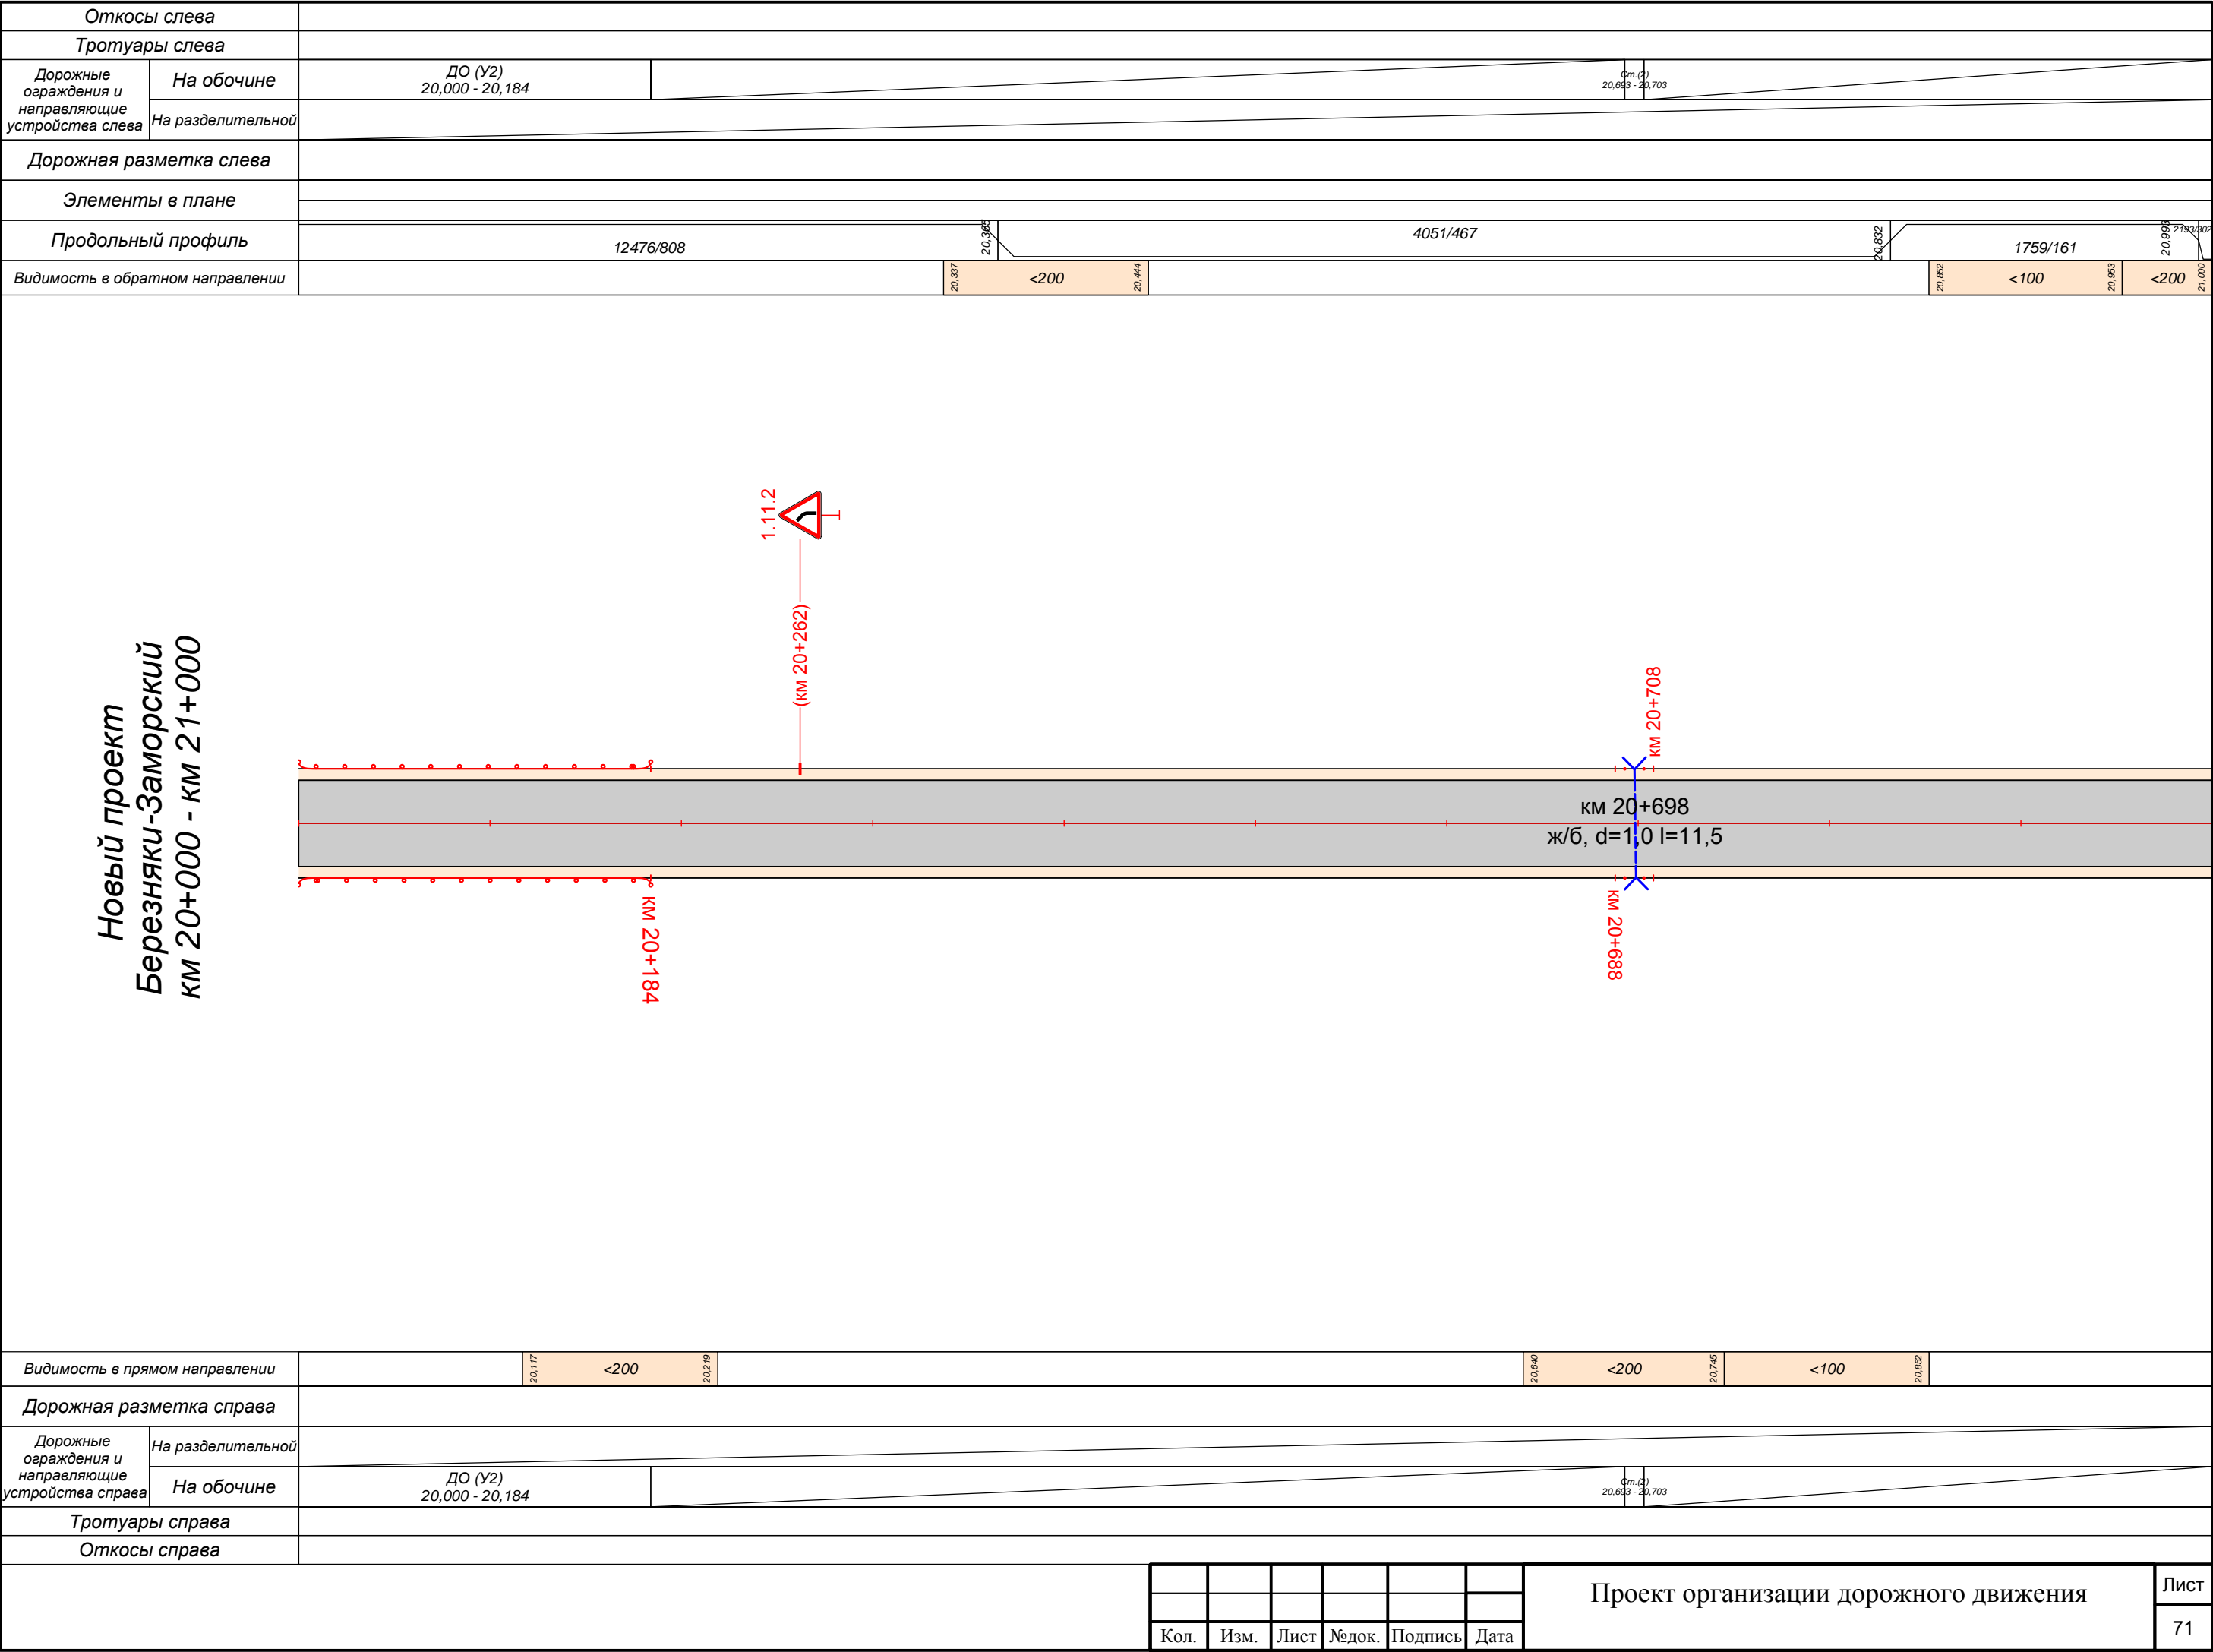 Откосы слева
Тротуары слева
Дорожные
ограждения и
направляющие
устройства слева
На обочине
ДО (У2)
20,000 - 20,184
Ст.(2)
20,693 - 20,703
На разделительной
Дорожная разметка слева
Элементы в плане
Продольный профиль
12476/808
20,365
4051/467
20,832
1759/161
20,993
2193/302
Видимость в обратном направлении
20,337
<200
20,444
20,852
<100
20,953
<200
21,000
Новый проект
Березняки-Заморский
км 20+000 - км 21+000
1.11.2
(км 20+262)
км 20+708
км 20+698
ж/б, d=1,0 l=11,5
км 20+184
км 20+688
Видимость в прямом направлении
20,117
<200
20,219
20,640
<200
20,745
<100
20,852
Дорожная разметка справа
Дорожные
ограждения и
направляющие
устройства справа
На разделительной
На обочине
ДО (У2)
20,000 - 20,184
Ст.(2)
20,693 - 20,703
Тротуары справа
Откосы справа
Проект организации дорожного движения
Лист
71
Кол. Изм. Лист №док. Подпись Дата